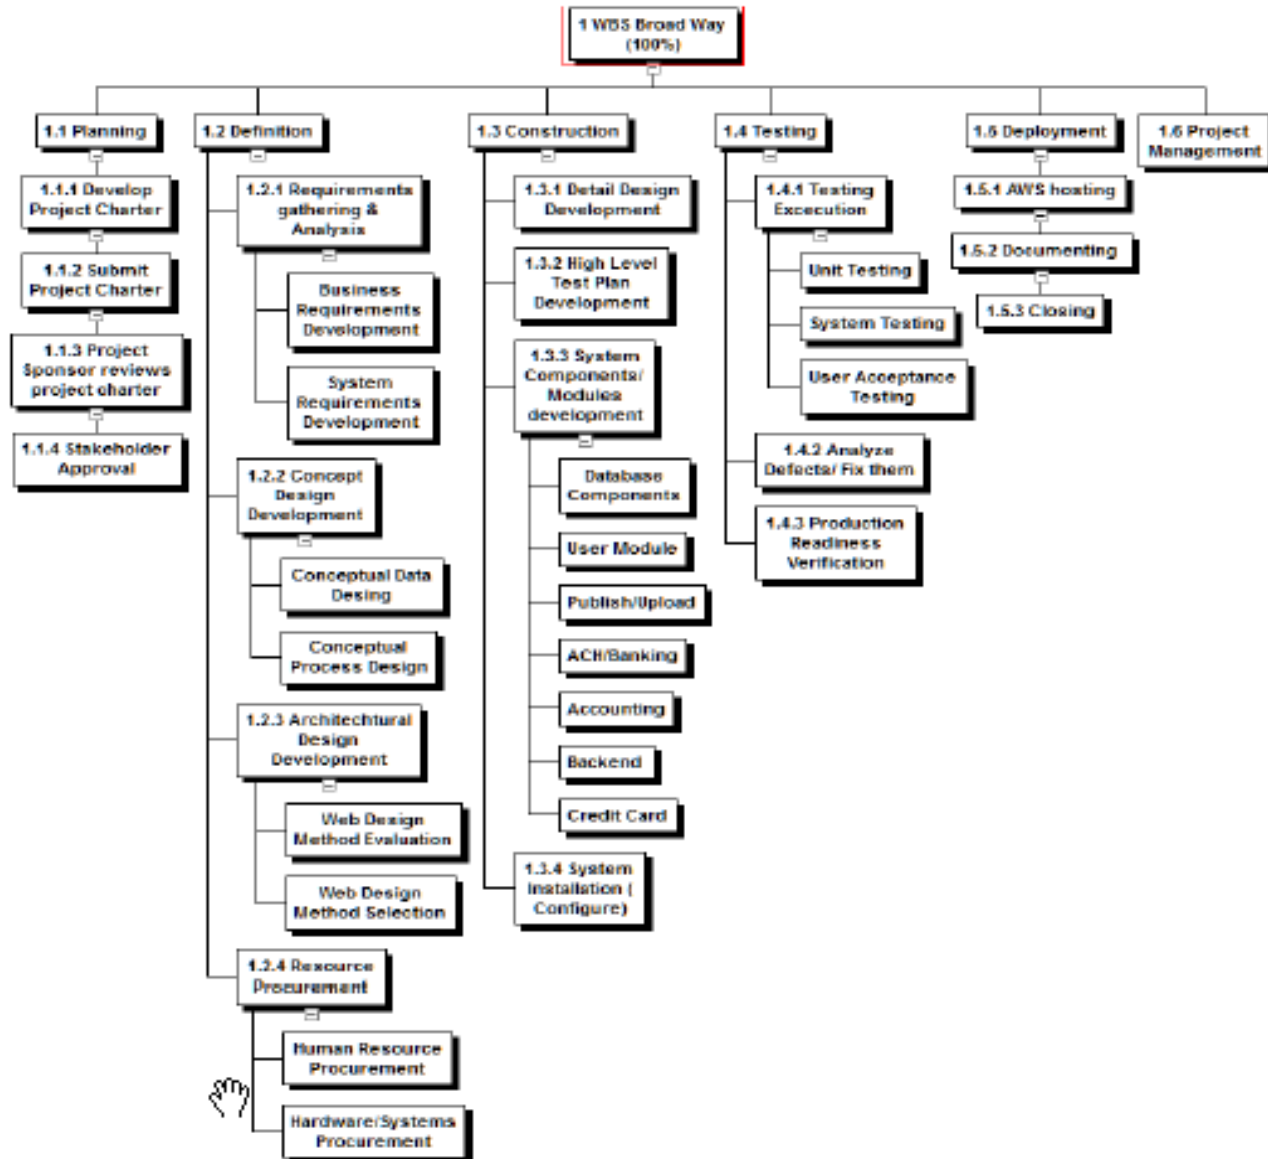 1 WBS Broad Way
(100%)
1.1 Planning
1.1.1 Develop
Project Charter
1.1.2 Submit
Project Charter
1.1.3 Project
Sponsor reviews
project charter
1.1.4 Stakeholder
Approval
1.2 Definition
1.2.1 Requirements
gathering &
Analysis
Business
Requirements
Development
System
Requirements
Development
1.2.2 Concept
Design
Development
Conceptual Data
Desing
Conceptual
Process Design
1.2.3 Architechtural
Design
Development
Web Design
Method Evaluation
Web Design
Method Selection
1.2.4 Resource
Procurement
Human Resource
Procurement
Hardware/Systems
Procurement
1.3 Construction
1.3.1 Detail Design
Development
1.3.2 High Level
Test Plan
Development
1.3.3 System
Components/
Modules
development
Database
Components
User Module
Publish/Upload
ACH/Banking
Accounting
Backend
Credit Card
1.3.4 System
Installation (
Configure)
1.4 Testing
1.4.1 Testing
Excecution
Unit Testing
System Testing
User Acceptance
Testing
1.4.2 Analyze
Defects/ Fix them
1.4.3 Production
Readiness
Verification
1.5 Deployment
1.5.1 AWS hosting
1.5.2 Documenting
1.5.3 Closing
1.6 Project
Management